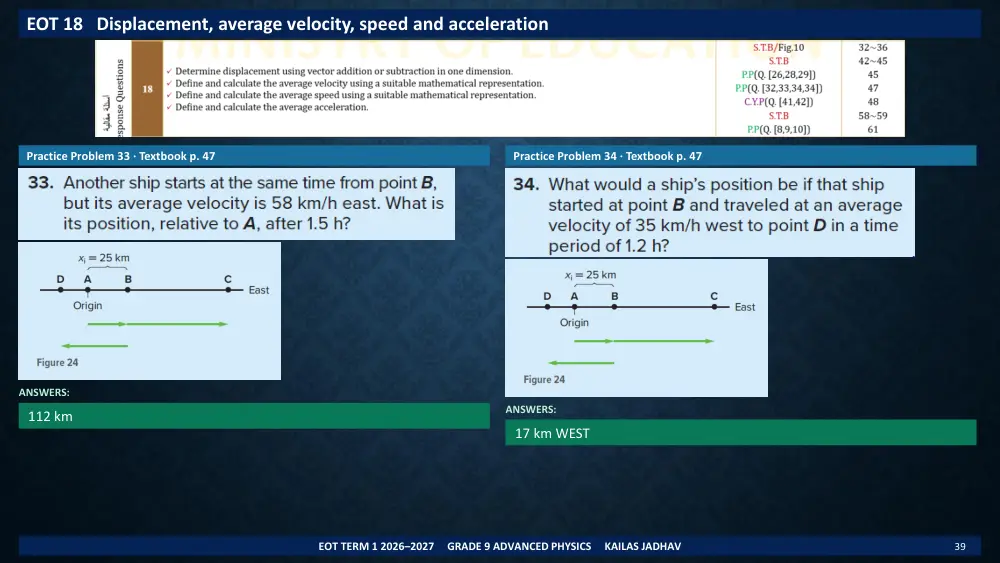 EOT 18 Displacement, average velocity, speed and acceleration
MINISTRY OF EDUCATION
18
✓ Determine displacement using vector addition or subtraction in one dimension.
✓ Define and calculate the average velocity using a suitable mathematical representation.
✓ Define and calculate the average speed using a suitable mathematical representation.
✓ Define and calculate the average acceleration.
esponse Questions
أسئلة مقالية
S.T.B/Fig.10 32~36
S.T.B 42~45
P.P(Q. [26,28,29]) 45
P.P(Q. [32,33,34,34]) 47
C.Y.P(Q. [41,42]) 48
S.T.B 58~59
P.P(Q. [8,9,10]) 61
Practice Problem 33 · Textbook p. 47
33. Another ship starts at the same time from point B,
but its average velocity is 58 km/h east. What is
its position, relative to A, after 1.5 h?
xi = 25 km
D A B C
East
Origin
Figure 24
ANSWERS:
112 km
Practice Problem 34 · Textbook p. 47
34. What would a ship's position be if that ship
started at point B and traveled at an average
velocity of 35 km/h west to point D in a time
period of 1.2 h?
xi = 25 km
D A B C
East
Origin
Figure 24
ANSWERS:
17 km WEST
EOT TERM 1 2026–2027 GRADE 9 ADVANCED PHYSICS KAILAS JADHAV
39